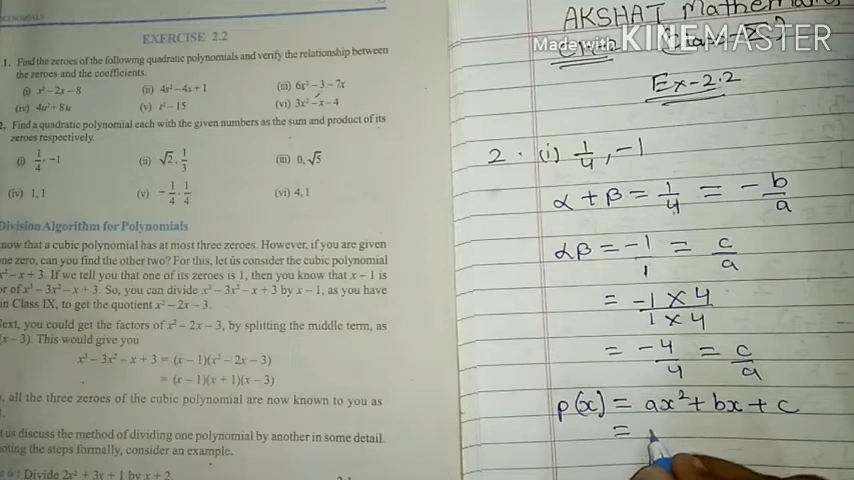 EXERCISE 2.2
1. Find the zeroes of the following quadratic polynomials and verify the relationship between
the zeroes and the coefficients.
(i) x² – 2x – 8 (ii) 4s² – 4s + 1 (iii) 6x² – 3 – 7x
(iv) 4u² + 8u (v) t² – 15 (vi) 3x² – x – 4
2. Find a quadratic polynomial each with the given numbers as the sum and product of its
zeroes respectively.
(i) 1/4, –1 (ii) √2, 1/3 (iii) 0, √5
(iv) 1, 1 (v) –1/4, 1/4 (vi) 4, 1
Division Algorithm for Polynomials
know that a cubic polynomial has at most three zeroes. However, if you are given
one zero, can you find the other two? For this, let us consider the cubic polynomial
x² – x + 3. If we tell you that one of its zeroes is 1, then you know that x – 1 is
of x³ – 3x² – x + 3. So, you can divide x³ – 3x² – x + 3 by x – 1, as you have
in Class IX, to get the quotient x² – 2x – 3.
Next, you could get the factors of x² – 2x – 3, by splitting the middle term, as
(x – 3). This would give you
x³ – 3x² – x + 3 = (x – 1)(x² – 2x – 3)
= (x – 1)(x + 1)(x – 3)
all the three zeroes of the cubic polynomial are now known to you as
us discuss the method of dividing one polynomial by another in some detail.
noting the steps formally, consider an example.
6 : Divide 2x² + 3x + 1 by x + 2.
AKSHAT Mathema
Made with KINEMASTER
Ex-2.2
2. (i) 1/4, -1
α + β = 1/4 = -b/a
αβ = -1/1 = c/a
= -1 × 4 / 1 × 4
= -4/4 = c/a
p(x) = ax² + bx + c
=